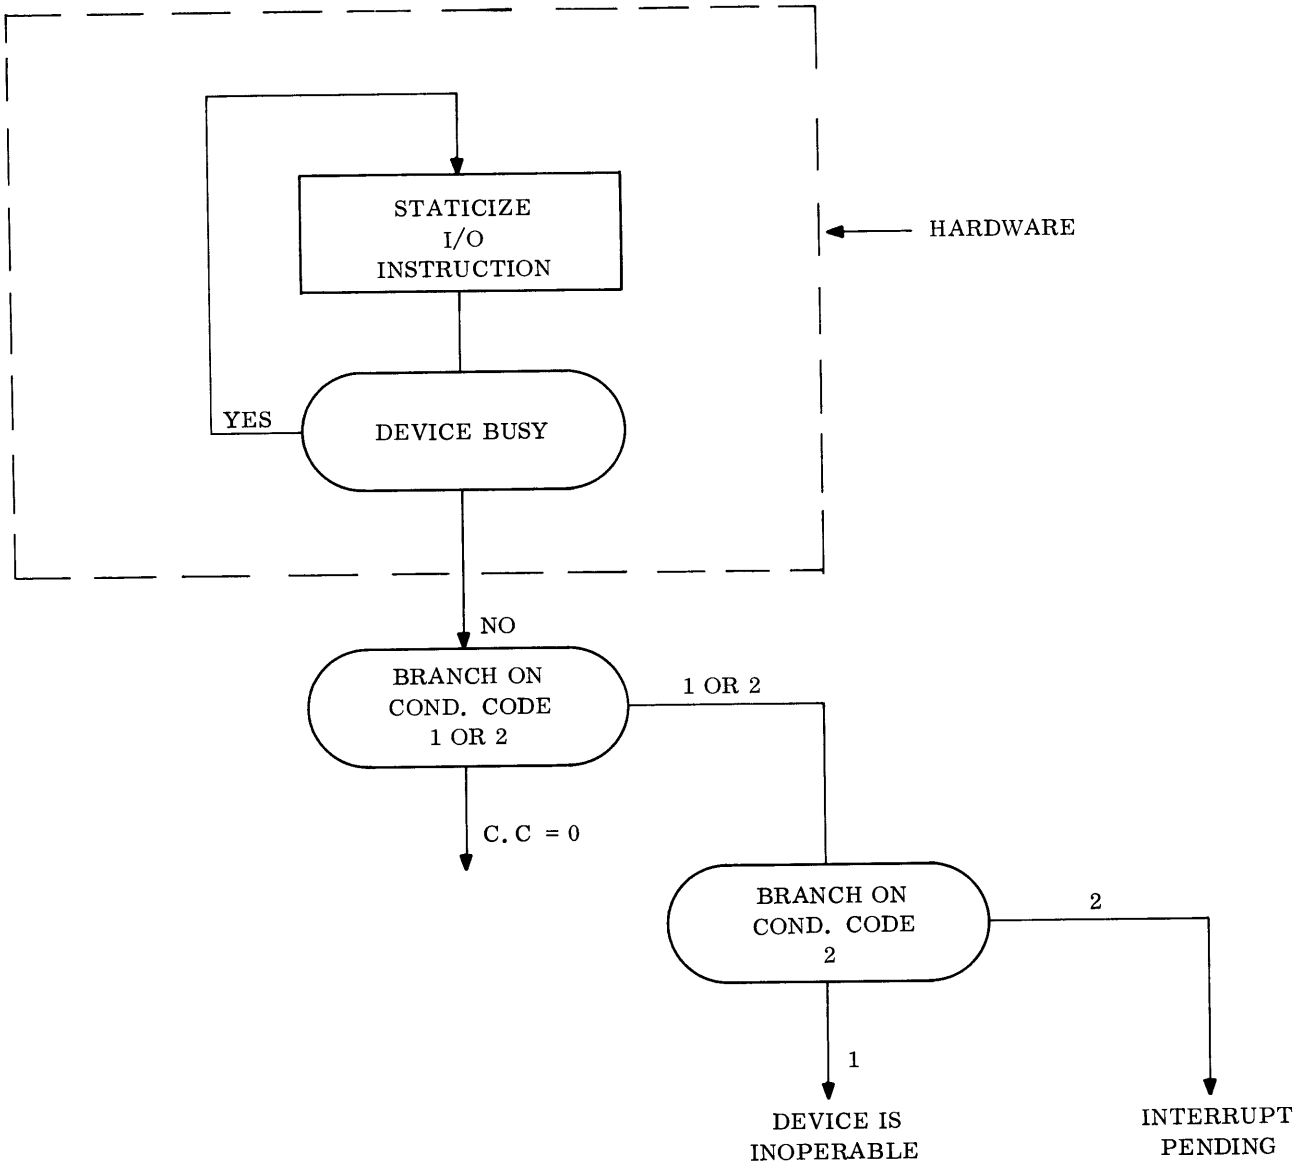 STATICIZE
I/O
INSTRUCTION
HARDWARE
YES
DEVICE BUSY
NO
BRANCH ON
COND. CODE
1 OR 2
1 OR 2
C.C = 0
BRANCH ON
COND. CODE
2
2
1
DEVICE IS
INOPERABLE
INTERRUPT
PENDING